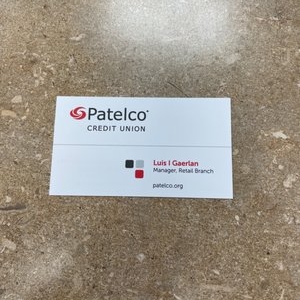 Patelco
CREDIT UNION
Luis I Gaerlan
Manager, Retail Branch
patelco.org